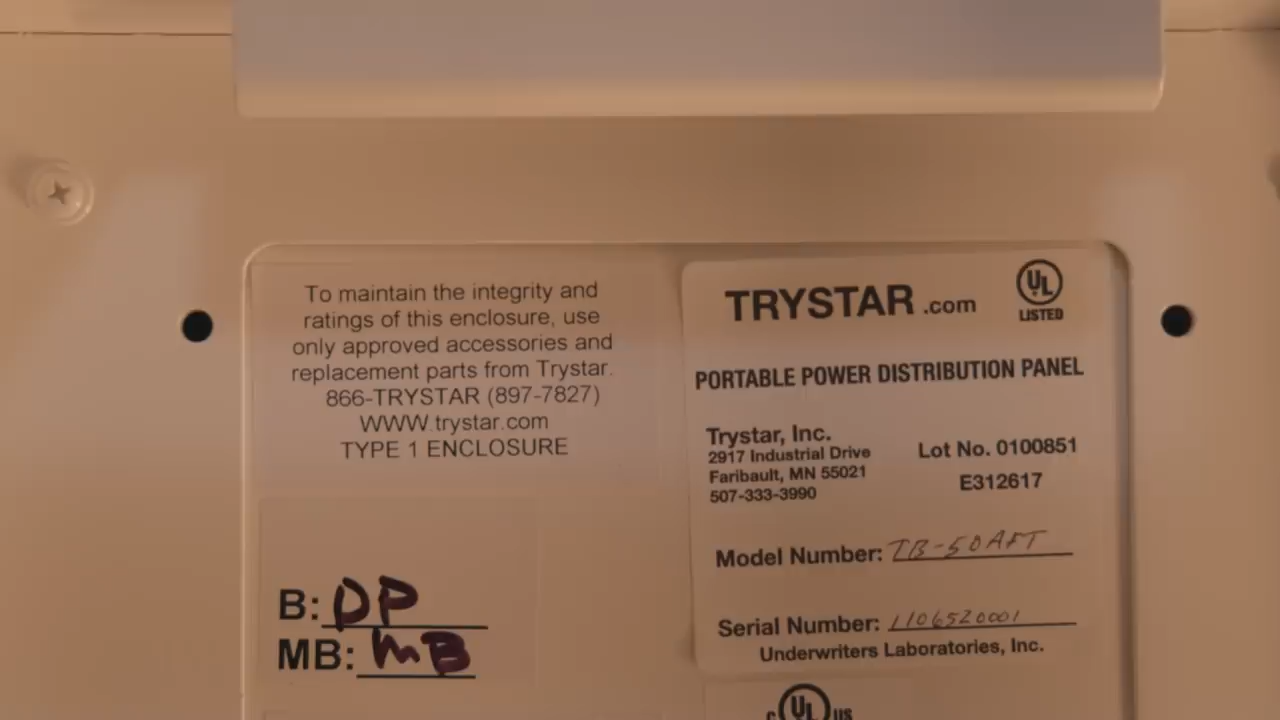 To maintain the integrity and
ratings of this enclosure, use
only approved accessories and
replacement parts from Trystar.
866-TRYSTAR (897-7827)
WWW.trystar.com
TYPE 1 ENCLOSURE
B: DP
MB: MB
TRYSTAR.com
UL
LISTED
PORTABLE POWER DISTRIBUTION PANEL
Trystar, Inc.
2917 Industrial Drive
Faribault, MN 55021
507-333-3990
Lot No. 0100851
E312617
Model Number: TB-50AFT
Serial Number: 1106520001
Underwriters Laboratories, Inc.
c UL us